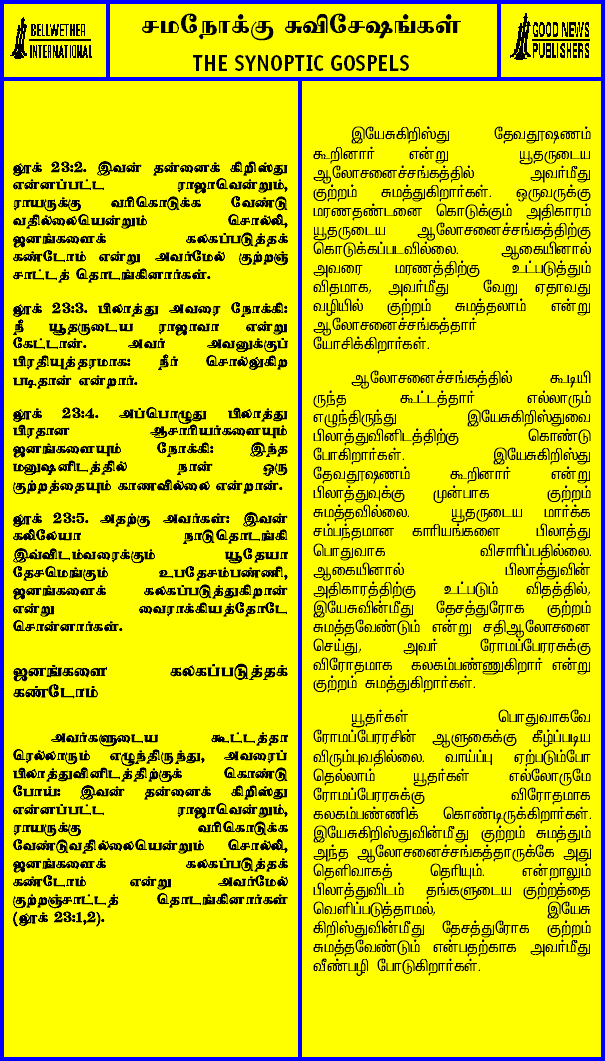 BELLWETHER
INTERNATIONAL
சமநோக்கு சுவிசேஷங்கள்
THE SYNOPTIC GOSPELS
GOOD NEWS
PUBLISHERS
லூக் 23:2. இவன் தன்னைக் கிறிஸ்து
என்னப்பட்ட ராஜாவென்றும்,
ராயருக்கு வரிகொடுக்க வேண்டு
வதில்லையென்றும் சொல்லி,
ஜனங்களைக் கலகப்படுத்தக்
கண்டோம் என்று அவர்மேல் குற்றஞ்
சாட்டத் தொடங்கினார்கள்.
லூக் 23:3. பிலாத்து அவரை நோக்கி:
நீ யூதருடைய ராஜாவா என்று
கேட்டான். அவர் அவனுக்குப்
பிரதியுத்தரமாக: நீர் சொல்லுகிற
படிதான் என்றார்.
லூக் 23:4. அப்பொழுது பிலாத்து
பிரதான ஆசாரியர்களையும்
ஜனங்களையும் நோக்கி: இந்த
மனுஷனிடத்தில் நான் ஒரு
குற்றத்தையும் காணவில்லை என்றான்.
லூக் 23:5. அதற்கு அவர்கள்: இவன்
கலிலேயா நாடுதொடங்கி
இவ்விடம்வரைக்கும் யூதேயா
தேசமெங்கும் உபதேசம்பண்ணி,
ஜனங்களைக் கலகப்படுத்துகிறான்
என்று வைராக்கியத்தோடே
சொன்னார்கள்.
ஜனங்களை கலகப்படுத்தக்
கண்டோம்
அவர்களுடைய கூட்டத்தா
ரெல்லாரும் எழுந்திருந்து, அவரைப்
பிலாத்துவினிடத்திற்குக் கொண்டு
போய்: இவன் தன்னைக் கிறிஸ்து
என்னப்பட்ட ராஜாவென்றும்,
ராயருக்கு வரிகொடுக்க
வேண்டுவதில்லையென்றும் சொல்லி,
ஜனங்களைக் கலகப்படுத்தக்
கண்டோம் என்று அவர்மேல்
குற்றஞ்சாட்டத் தொடங்கினார்கள்
(லூக் 23:1,2).
இயேசுகிறிஸ்து தேவதூஷணம்
கூறினார் என்று யூதருடைய
ஆலோசனைச்சங்கத்தில் அவர்மீது
குற்றம் சுமத்துகிறார்கள். ஒருவருக்கு
மரணதண்டனை கொடுக்கும் அதிகாரம்
யூதருடைய ஆலோசனைச்சங்கத்திற்கு
கொடுக்கப்படவில்லை. ஆகையினால்
அவரை மரணத்திற்கு உட்படுத்தும்
விதமாக, அவர்மீது வேறு ஏதாவது
வழியில் குற்றம் சுமத்தலாம் என்று
ஆலோசனைச்சங்கத்தார்
யோசிக்கிறார்கள்.
ஆலோசனைச்சங்கத்தில் கூடியி
ருந்த கூட்டத்தார் எல்லாரும்
எழுந்திருந்து இயேசுகிறிஸ்துவை
பிலாத்துவினிடத்திற்கு கொண்டு
போகிறார்கள். இயேசுகிறிஸ்து
தேவதூஷணம் கூறினார் என்று
பிலாத்துவுக்கு முன்பாக குற்றம்
சுமத்தவில்லை. யூதருடைய மார்க்க
சம்பந்தமான காரியங்களை பிலாத்து
பொதுவாக விசாரிப்பதில்லை.
ஆகையினால் பிலாத்துவின்
அதிகாரத்திற்கு உட்படும் விதத்தில்,
இயேசுவின்மீது தேசத்துரோக குற்றம்
சுமத்தவேண்டும் என்று சதிஆலோசனை
செய்து, அவர் ரோமப்பேரரசுக்கு
விரோதமாக கலகம்பண்ணுகிறார் என்று
குற்றம் சுமத்துகிறார்கள்.
யூதர்கள் பொதுவாகவே
ரோமப்பேரரசின் ஆளுகைக்கு கீழ்ப்படிய
விரும்புவதில்லை. வாய்ப்பு ஏற்படும்போ
தெல்லாம் யூதர்கள் எல்லோருமே
ரோமப்பேரரசுக்கு விரோதமாக
கலகம்பண்ணிக் கொண்டிருக்கிறார்கள்.
இயேசுகிறிஸ்துவின்மீது குற்றம் சுமத்தும்
அந்த ஆலோசனைச்சங்கத்தாருக்கே அது
தெளிவாகத் தெரியும். என்றாலும்
பிலாத்துவிடம் தங்களுடைய குற்றத்தை
வெளிப்படுத்தாமல், இயேசு
கிறிஸ்துவின்மீது தேசத்துரோக குற்றம்
சுமத்தவேண்டும் என்பதற்காக அவர்மீது
வீண்பழி போடுகிறார்கள்.